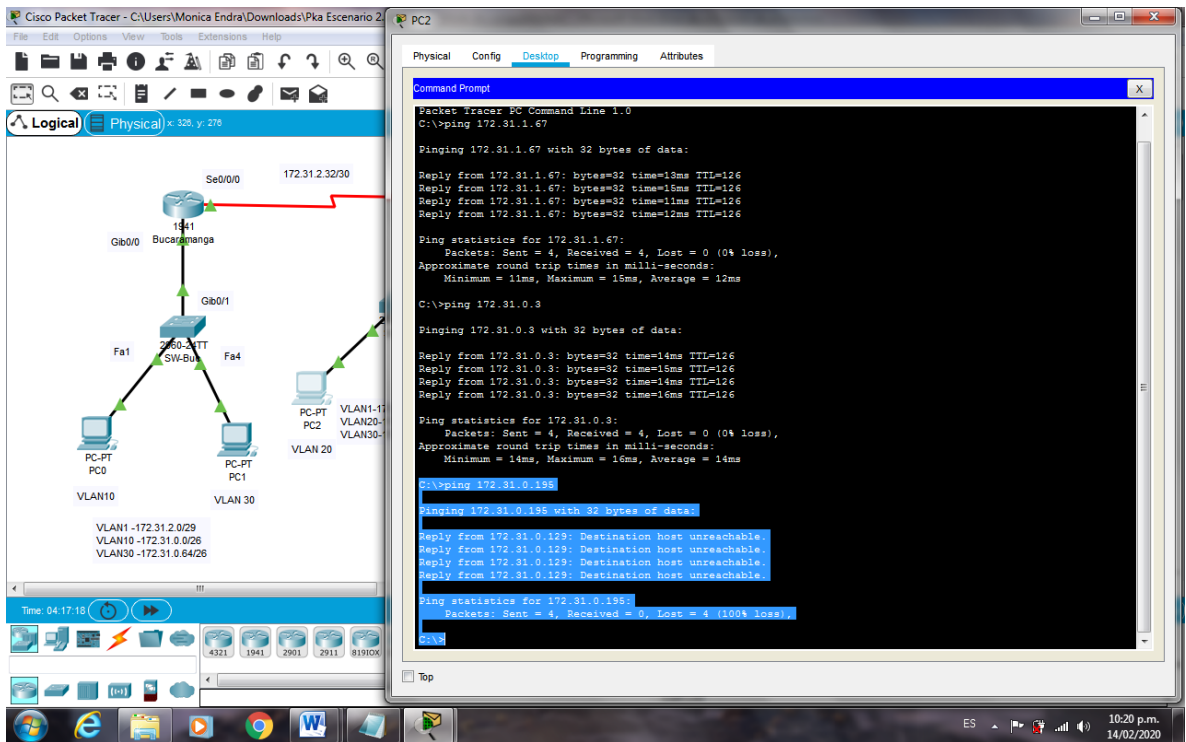 Cisco Packet Tracer - C:\Users\Monica Endra\Downloads\Pka Escenario 2.
File Edit Options View Tools Extensions Help
Logical
Physical x: 326, y: 276
Se0/0/0
172.31.2.32/30
1941
Bucaramanga
Gib0/0
Gib0/1
2960-24TT
Fa1
Fa4
PC-PT
PC2
VLAN 20
PC-PT
PC0
PC-PT
PC1
VLAN10
VLAN 30
VLAN1 -172.31.2.0/29
VLAN10 -172.31.0.0/26
VLAN30 -172.31.0.64/26
Time: 04:17:18
4321
1941
2901
2911
819IOX
PC2
Physical Config Desktop Programming Attributes
Command Prompt
X
Packet Tracer PC Command Line 1.0
C:\>ping 172.31.1.67
Pinging 172.31.1.67 with 32 bytes of data:
Reply from 172.31.1.67: bytes=32 time=13ms TTL=126
Reply from 172.31.1.67: bytes=32 time=15ms TTL=126
Reply from 172.31.1.67: bytes=32 time=11ms TTL=126
Reply from 172.31.1.67: bytes=32 time=12ms TTL=126
Ping statistics for 172.31.1.67:
Packets: Sent = 4, Received = 4, Lost = 0 (0% loss),
Approximate round trip times in milli-seconds:
Minimum = 11ms, Maximum = 15ms, Average = 12ms
C:\>ping 172.31.0.3
Pinging 172.31.0.3 with 32 bytes of data:
Reply from 172.31.0.3: bytes=32 time=14ms TTL=126
Reply from 172.31.0.3: bytes=32 time=15ms TTL=126
Reply from 172.31.0.3: bytes=32 time=14ms TTL=126
Reply from 172.31.0.3: bytes=32 time=16ms TTL=126
Ping statistics for 172.31.0.3:
Packets: Sent = 4, Received = 4, Lost = 0 (0% loss),
Approximate round trip times in milli-seconds:
Minimum = 14ms, Maximum = 16ms, Average = 14ms
C:\>ping 172.31.0.195
Pinging 172.31.0.195 with 32 bytes of data:
Reply from 172.31.0.129: Destination host unreachable.
Reply from 172.31.0.129: Destination host unreachable.
Reply from 172.31.0.129: Destination host unreachable.
Reply from 172.31.0.129: Destination host unreachable.
Ping statistics for 172.31.0.195:
Packets: Sent = 4, Received = 0, Lost = 4 (100% loss),
C:\>
Top
ES
10:20 p.m.
14/02/2020